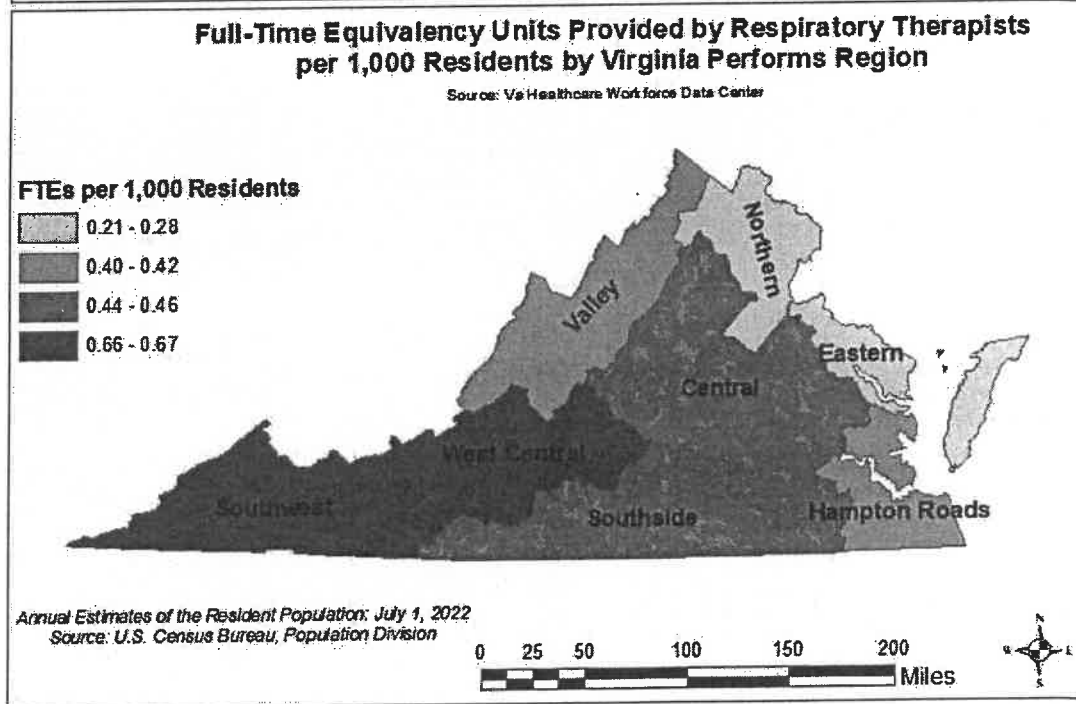 Full-Time Equivalency Units Provided by Respiratory Therapists
per 1,000 Residents by Virginia Performs Region
Source: Va Healthcare Workforce Data Center
FTEs per 1,000 Residents
0.21 - 0.28
0.40 - 0.42
0.44 - 0.46
0.66 - 0.67
Northern
Valley
Eastern
Central
West Central
Southwest
Southside
Hampton Roads
Annual Estimates of the Resident Population: July 1, 2022
Source: U.S. Census Bureau, Population Division
0 25 50 100 150 200
Miles
N
W E
S